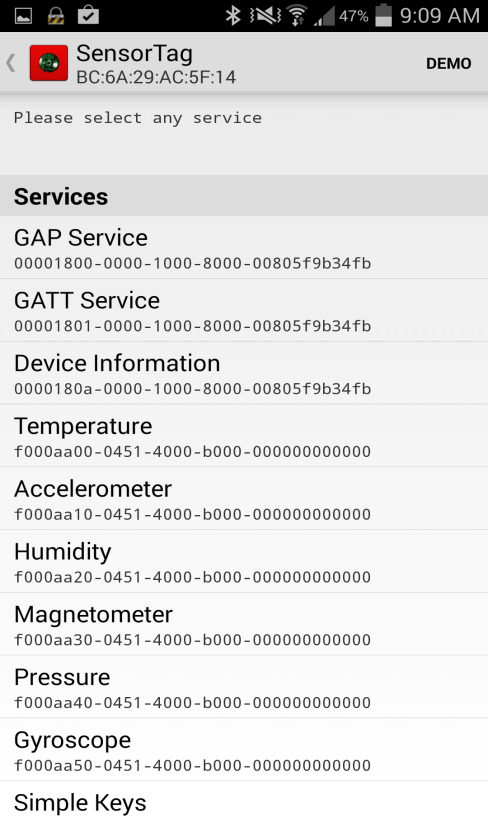 47% 9:09 AM
SensorTag
BC:6A:29:AC:5F:14
DEMO
Please select any service
Services
GAP Service
00001800-0000-1000-8000-00805f9b34fb
GATT Service
00001801-0000-1000-8000-00805f9b34fb
Device Information
0000180a-0000-1000-8000-00805f9b34fb
Temperature
f000aa00-0451-4000-b000-000000000000
Accelerometer
f000aa10-0451-4000-b000-000000000000
Humidity
f000aa20-0451-4000-b000-000000000000
Magnetometer
f000aa30-0451-4000-b000-000000000000
Pressure
f000aa40-0451-4000-b000-000000000000
Gyroscope
f000aa50-0451-4000-b000-000000000000
Simple Keys